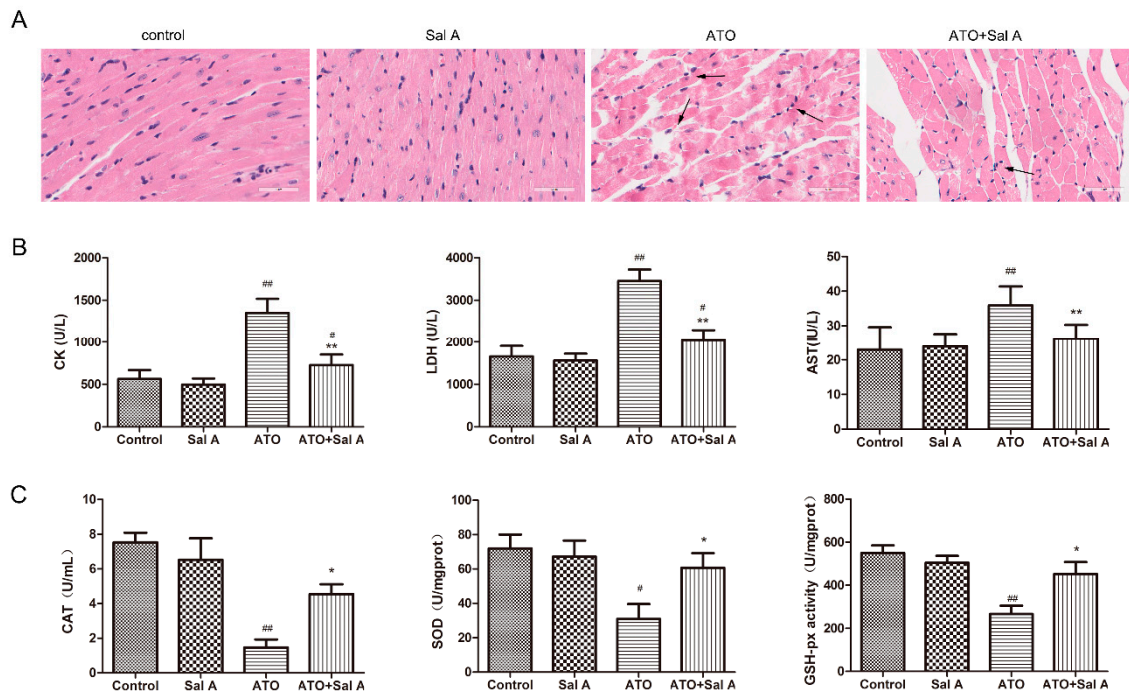 A
control
Sal A
ATO
ATO+Sal A
B
CK (U/L)
2000
1500
1000
500
0
##
#
**
Control
Sal A
ATO
ATO+Sal A
LDH (U/L)
4000
3000
2000
1000
0
##
#
**
Control
Sal A
ATO
ATO+Sal A
AST(IU/L)
50
40
30
20
10
0
##
**
Control
Sal A
ATO
ATO+Sal A
C
CAT（U/mL）
8
6
4
2
0
##
*
Control
Sal A
ATO
ATO+Sal A
SOD（U/mgprot）
100
80
60
40
20
0
#
*
Control
Sal A
ATO
ATO+Sal A
GSH-px activity（U/mgprot）
800
600
400
200
0
##
*
Control
Sal A
ATO
ATO+Sal A